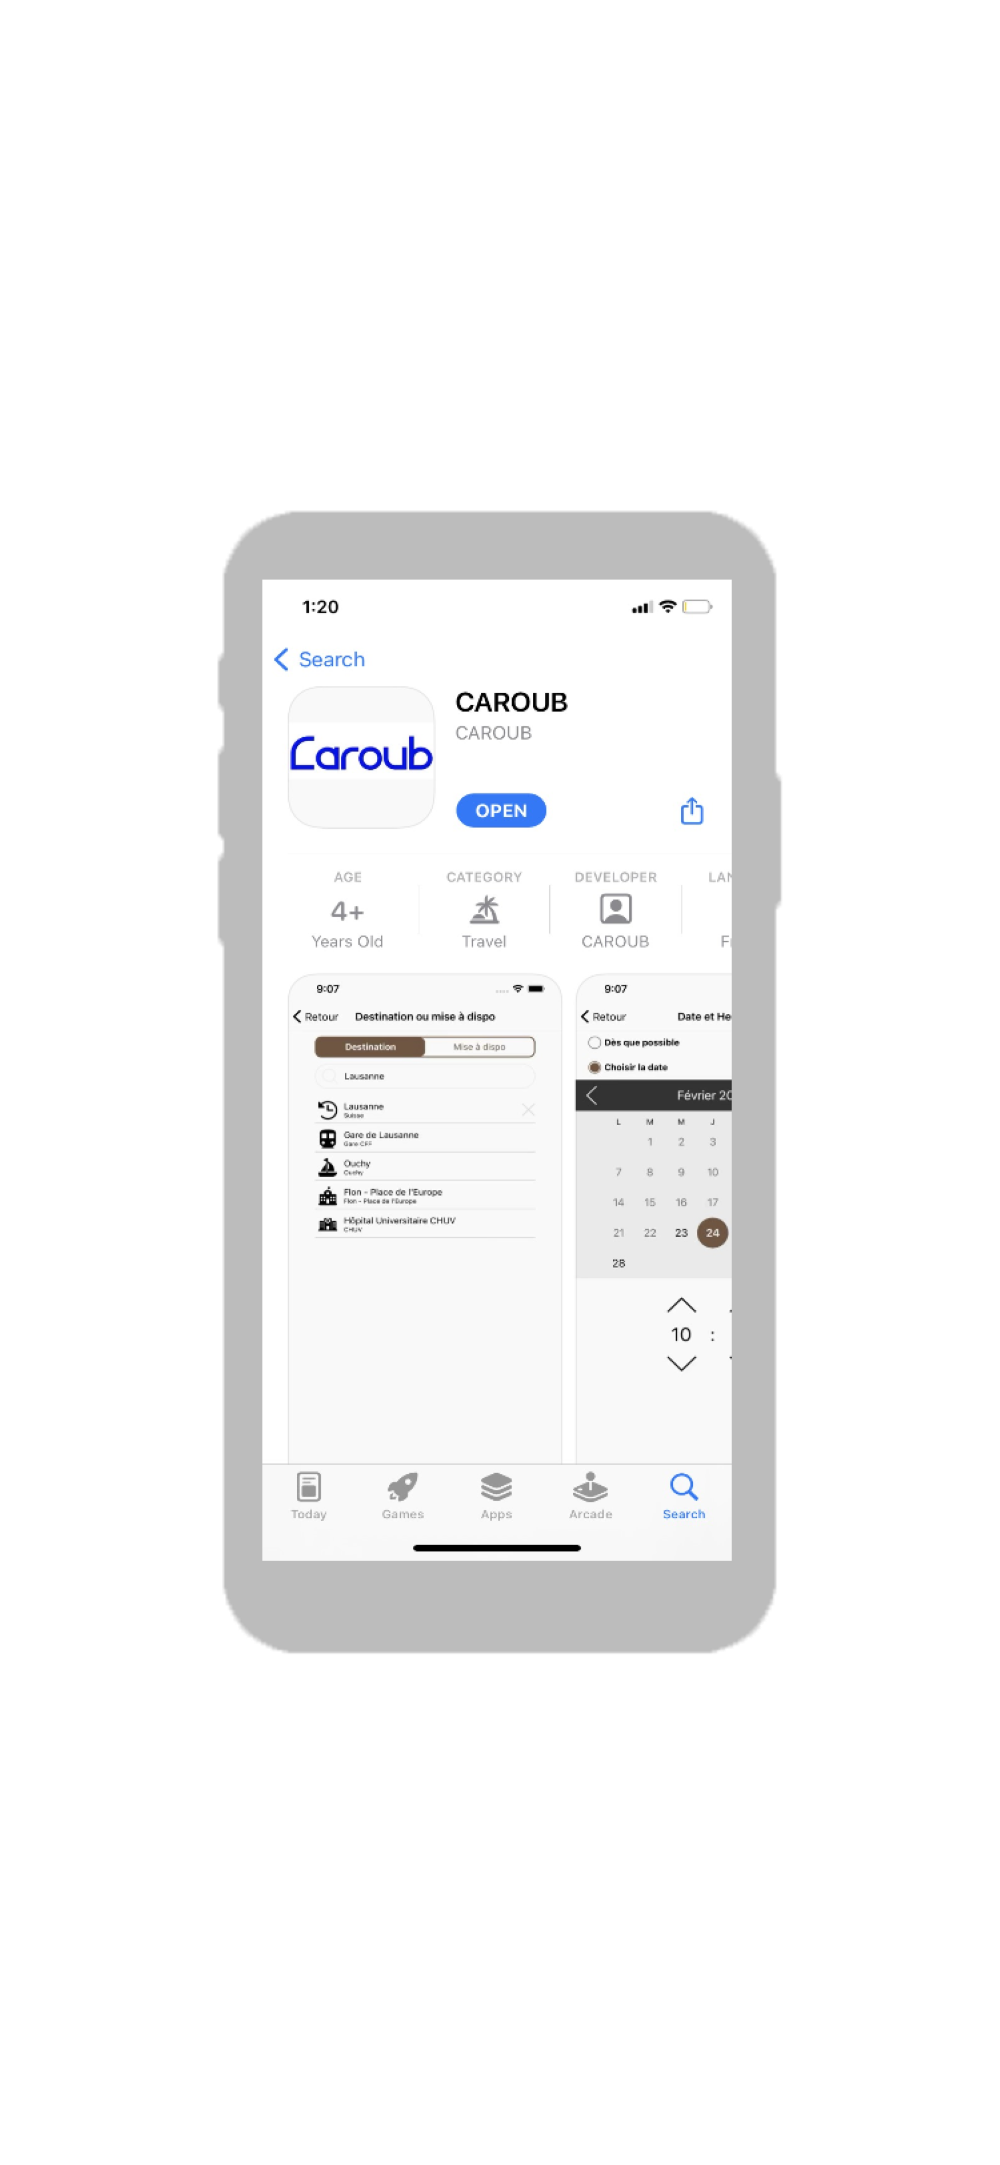 1:20
Search
Caroub
CAROUB
CAROUB
OPEN
AGE CATEGORY DEVELOPER LAN
4+
Years Old Travel CAROUB F
9:07
Retour Destination ou mise à dispo
Destination Mise à dispo
Lausanne
Lausanne
Suisse
Gare de Lausanne
Gare CFF
Ouchy
Ouchy
Flon - Place de l'Europe
Flon - Place de l'Europe
Hôpital Universitaire CHUV
CHUV
9:07
Retour Date et He
Dès que possible
Choisir la date
Février 20
L M M J
1 2 3
7 8 9 10
14 15 16 17
21 22 23 24
28
10 :
Today Games Apps Arcade Search